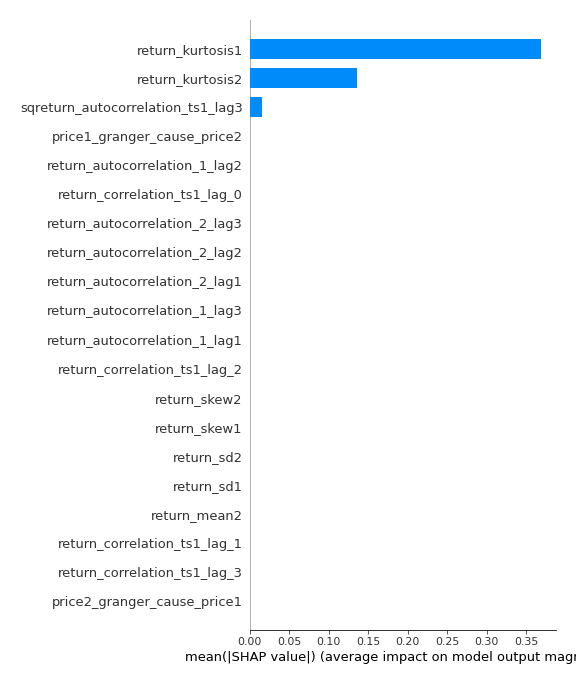 return_kurtosis1
return_kurtosis2
sqreturn_autocorrelation_ts1_lag3
price1_granger_cause_price2
return_autocorrelation_1_lag2
return_correlation_ts1_lag_0
return_autocorrelation_2_lag3
return_autocorrelation_2_lag2
return_autocorrelation_2_lag1
return_autocorrelation_1_lag3
return_autocorrelation_1_lag1
return_correlation_ts1_lag_2
return_skew2
return_skew1
return_sd2
return_sd1
return_mean2
return_correlation_ts1_lag_1
return_correlation_ts1_lag_3
price2_granger_cause_price1
0.00 0.05 0.10 0.15 0.20 0.25 0.30 0.35
mean(|SHAP value|) (average impact on model output magn